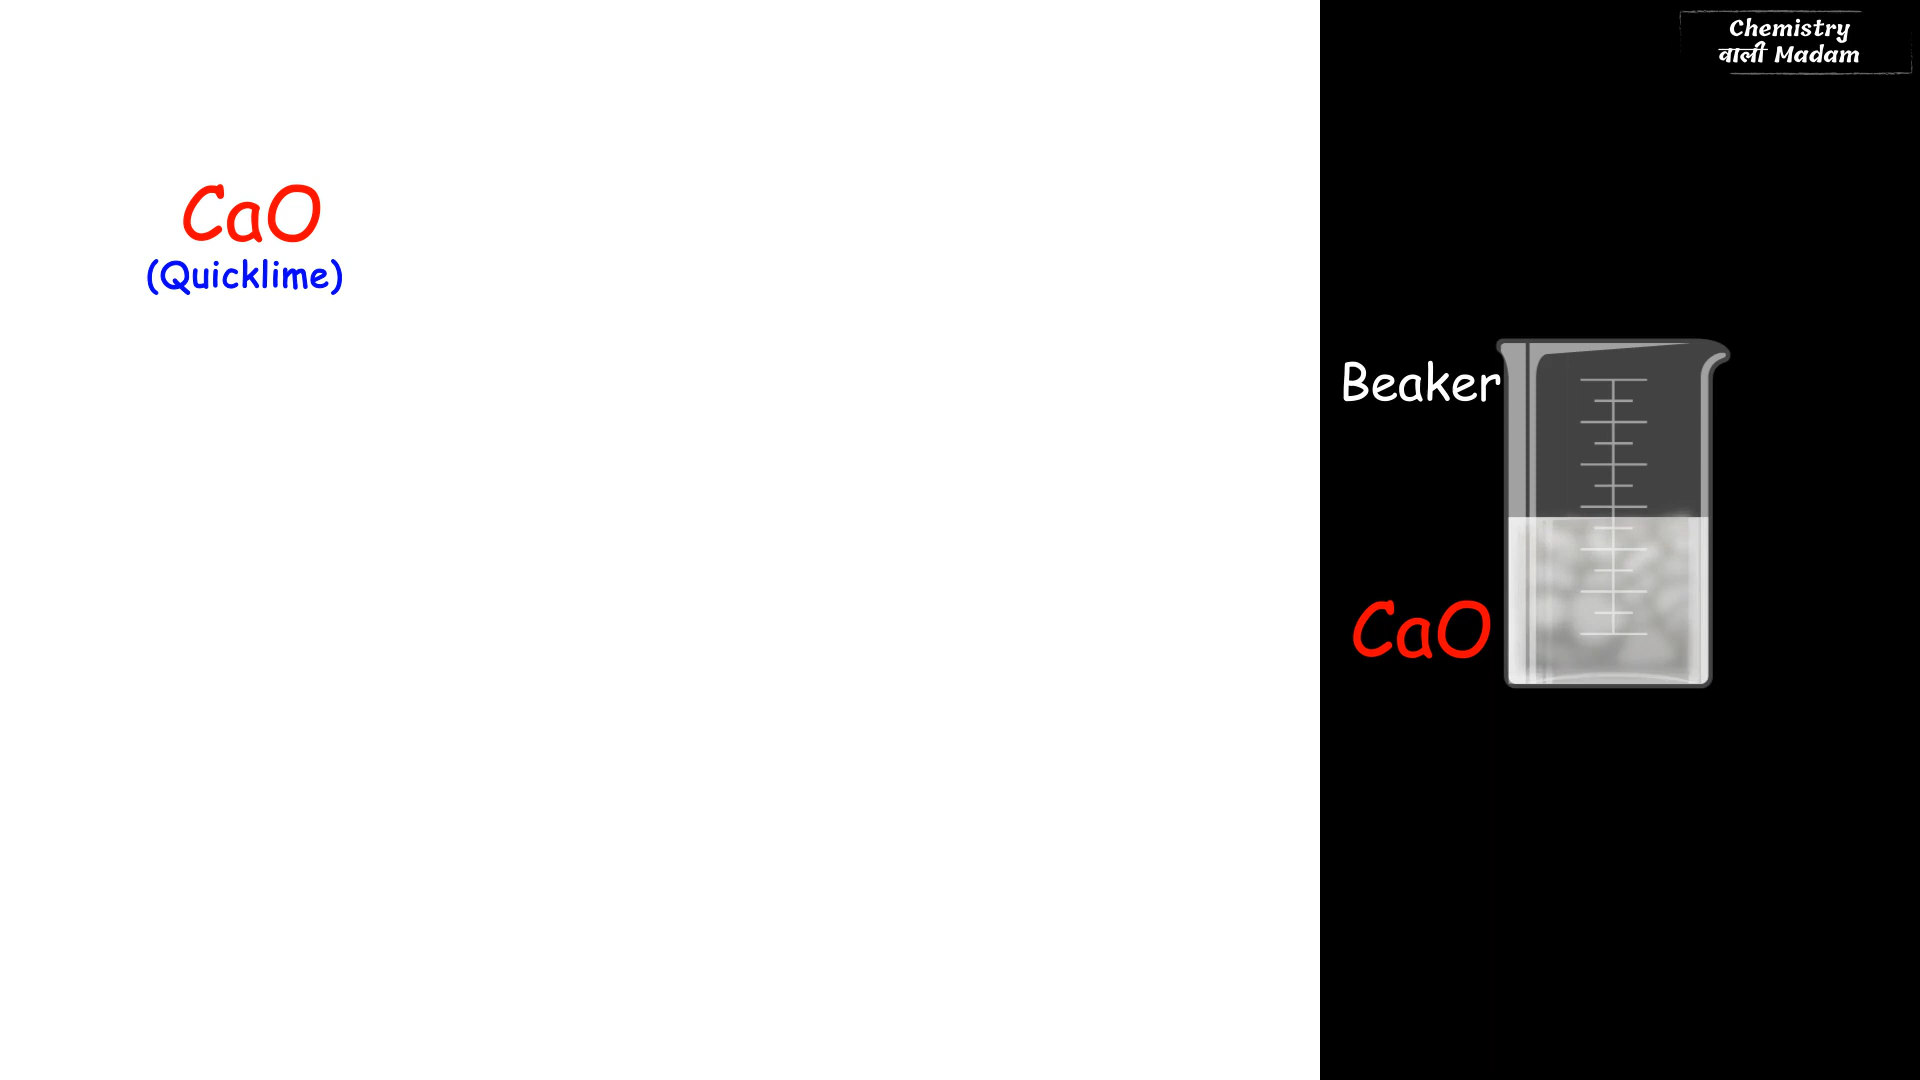 CaO
(Quicklime)
Chemistry
वाली Madam
Beaker
CaO